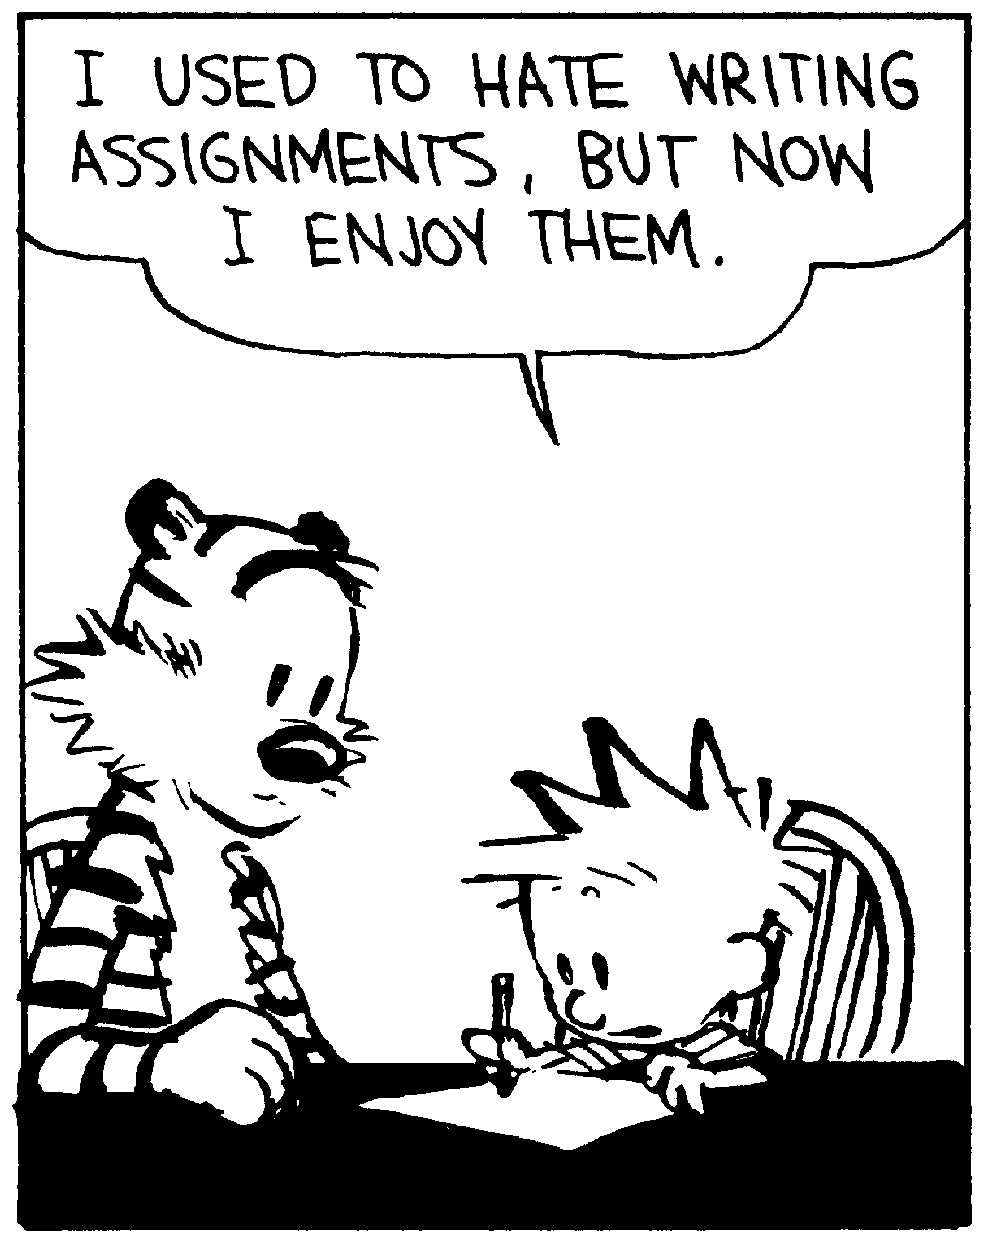 I USED TO HATE WRITING
ASSIGNMENTS, BUT NOW
I ENJOY THEM.